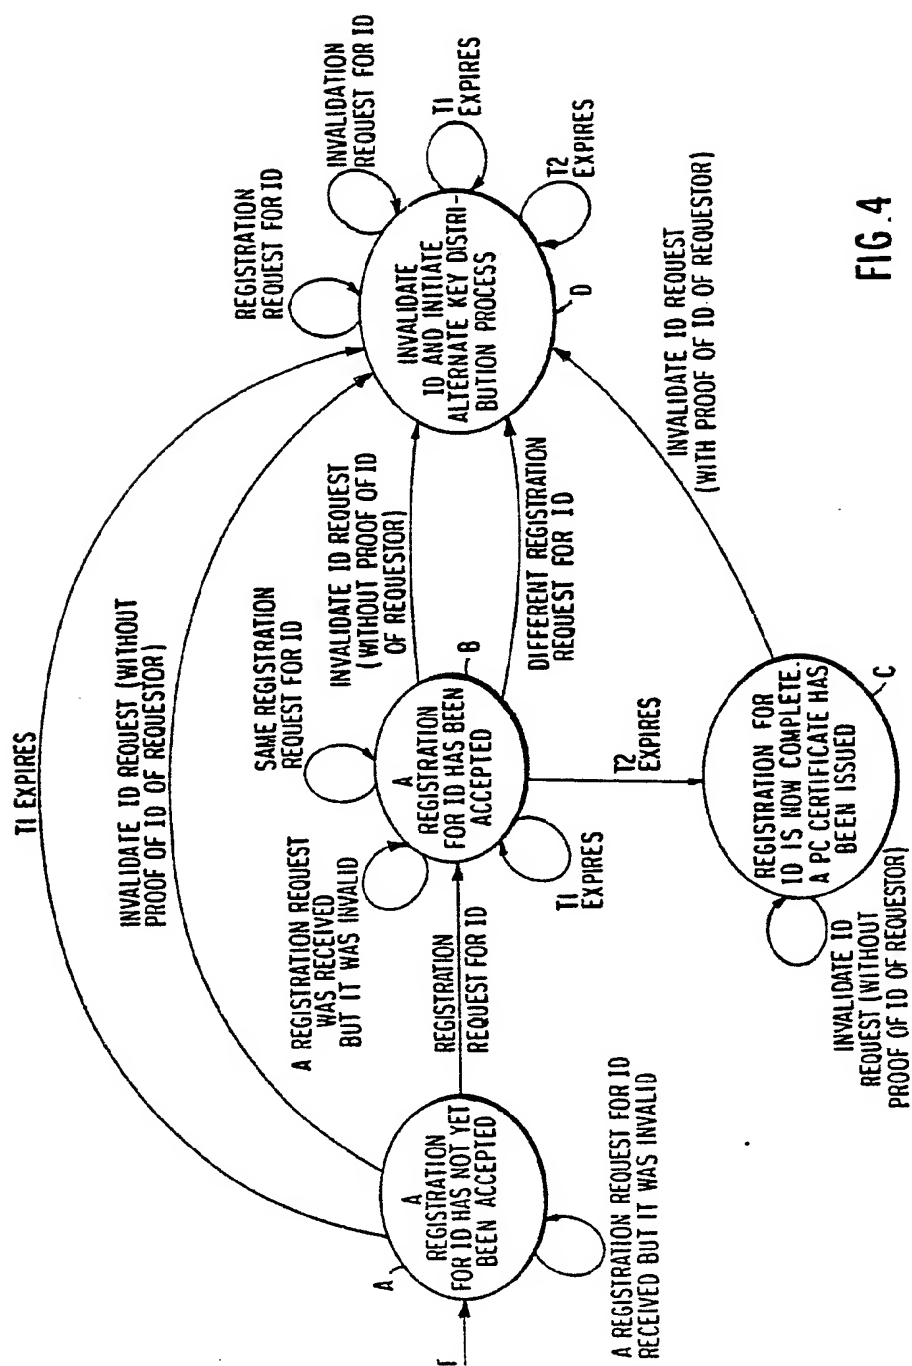 T1 EXPIRES
INVALIDATE ID REQUEST (WITHOUT
PROOF OF ID OF REQUESTOR)
REGISTRATION
REQUEST FOR ID
INVALIDATION
REQUEST FOR ID
T1
EXPIRES
T2
EXPIRES
INVALIDATE
ID AND INITIATE
ALTERNATE KEY DISTRI-
BUTION PROCESS
D
SAME REGISTRATION
REQUEST FOR ID
INVALIDATE ID REQUEST
(WITHOUT PROOF OF ID
OF REQUESTOR)
A REGISTRATION REQUEST
WAS RECEIVED
BUT IT WAS INVALID
A
REGISTRATION
FOR ID HAS BEEN
ACCEPTED
B
DIFFERENT REGISTRATION
REQUEST FOR ID
REGISTRATION
REQUEST FOR ID
T1
EXPIRES
T2
EXPIRES
A
A
REGISTRATION
FOR ID HAS NOT YET
BEEN ACCEPTED
A REGISTRATION REQUEST FOR ID
RECEIVED BUT IT WAS INVALID
INVALIDATE ID REQUEST
(WITH PROOF OF ID OF REQUESTOR)
REGISTRATION FOR
ID IS NOW COMPLETE.
A PC CERTIFICATE HAS
BEEN ISSUED
C
INVALIDATE ID
REQUEST (WITHOUT
PROOF OF ID OF REQUESTOR)
FIG.4